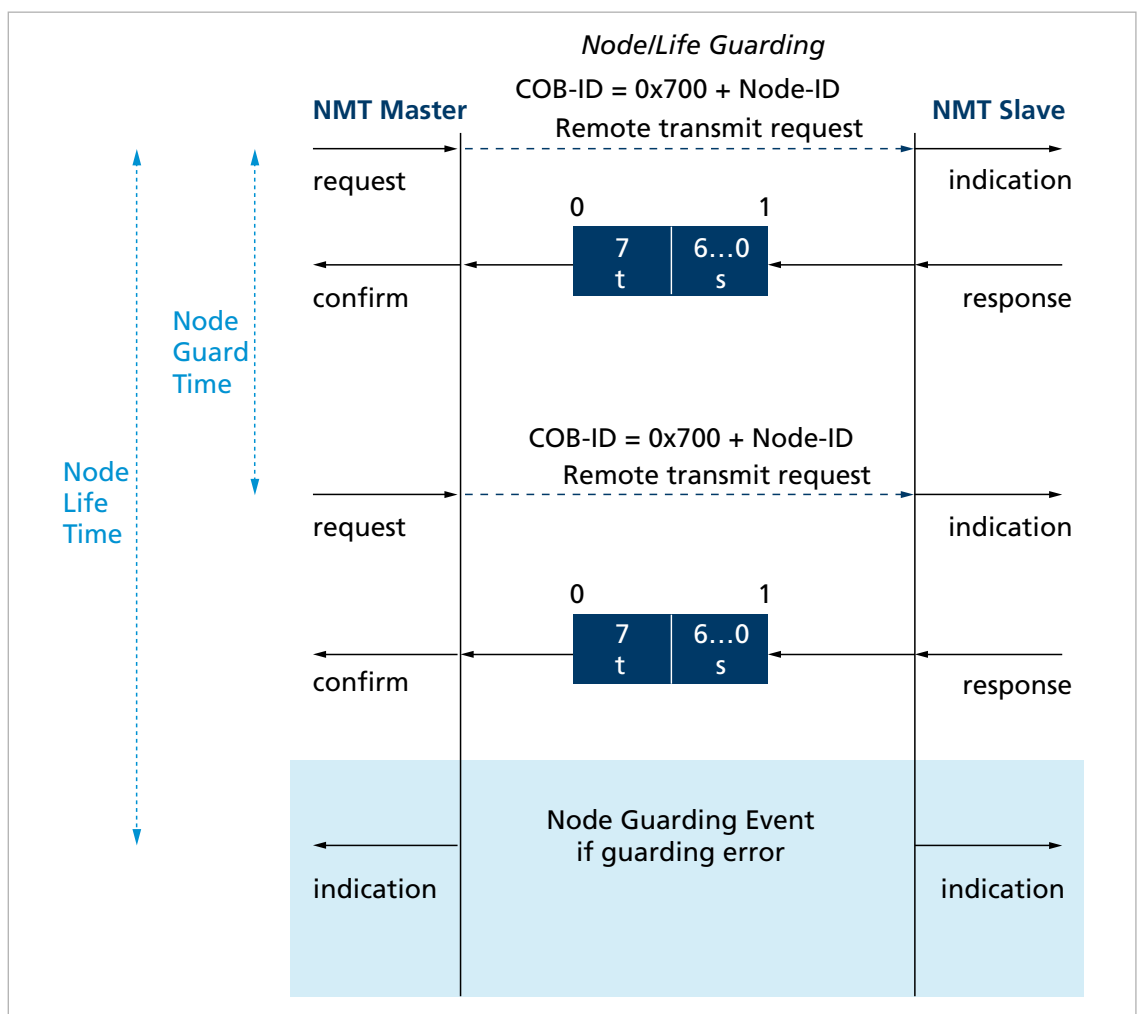 Node/Life Guarding
COB-ID = 0x700 + Node-ID
NMT Master
Remote transmit request
NMT Slave
request
indication
0 1
7 6...0
t s
confirm
response
Node
Guard
Time
COB-ID = 0x700 + Node-ID
Remote transmit request
Node
Life
Time
request
indication
0 1
7 6...0
t s
confirm
response
Node Guarding Event
if guarding error
indication
indication